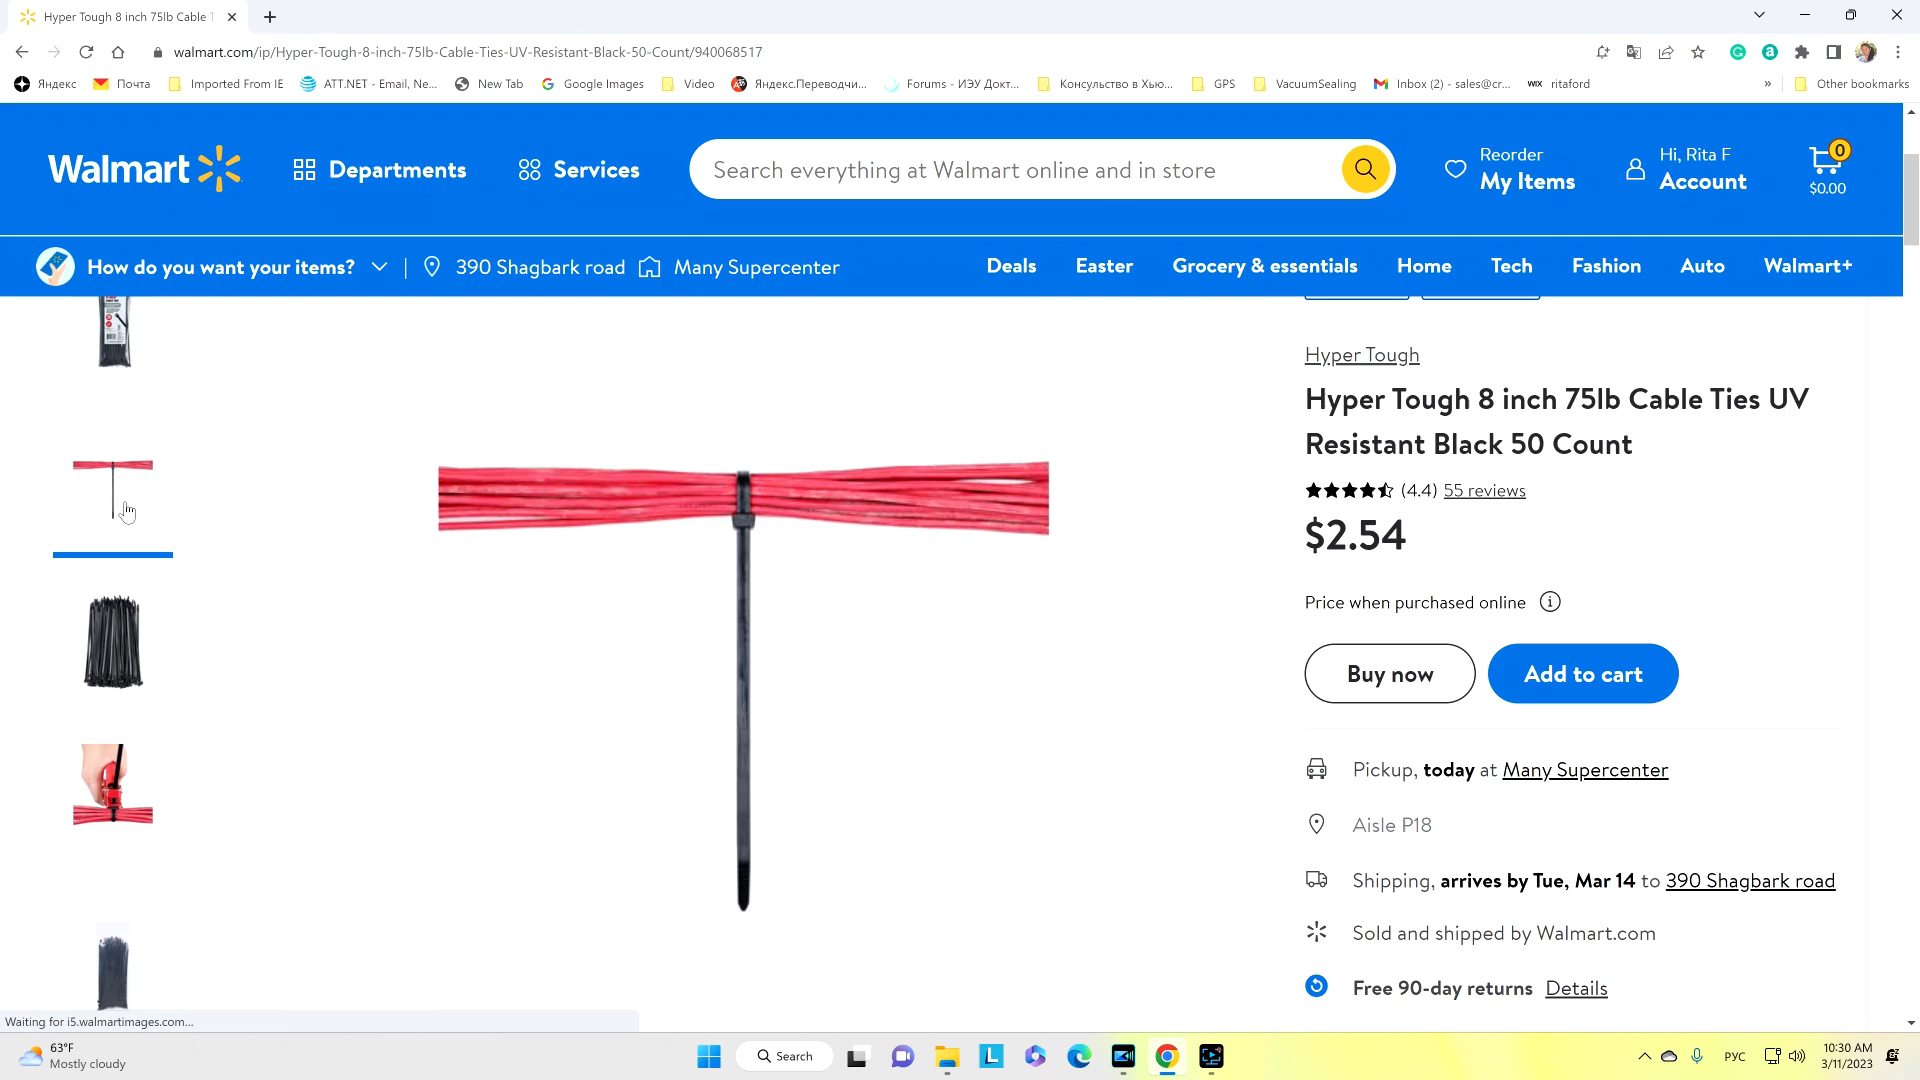 Hyper Tough 8 inch 75lb Cable T
walmart.com/ip/Hyper-Tough-8-inch-75lb-Cable-Ties-UV-Resistant-Black-50-Count/940068517
Яндекс Почта Imported From IE ATT.NET - Email, Ne... New Tab Google Images Video Яндекс.Переводчи... Forums - ИЭУ Докт... Консульство в Хью... GPS VacuumSealing Inbox (2) - sales@cr... WIX ritaford » Other bookmarks
Walmart Departments Services Search everything at Walmart online and in store
Reorder
My Items
Hi, Rita F
Account
0
$0.00
How do you want your items? | 390 Shagbark road Many Supercenter Deals Easter Grocery & essentials Home Tech Fashion Auto Walmart+
Hyper Tough
Hyper Tough 8 inch 75lb Cable Ties UV
Resistant Black 50 Count
(4.4) 55 reviews
$2.54
Price when purchased online
Buy now Add to cart
Pickup, today at Many Supercenter
Aisle P18
Shipping, arrives by Tue, Mar 14 to 390 Shagbark road
Sold and shipped by Walmart.com
Free 90-day returns Details
Waiting for i5.walmartimages.com...
63°F
Mostly cloudy
Search
РУС
10:30 AM
3/11/2023